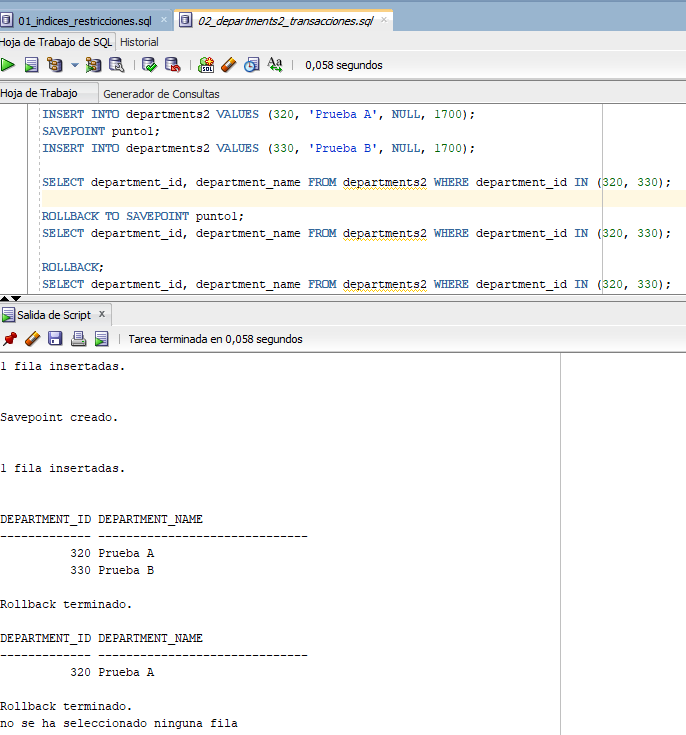 01_indices_restricciones.sql × 02_departments2_transacciones.sql ×
Hoja de Trabajo de SQL Historial
0,058 segundos
Hoja de Trabajo Generador de Consultas
INSERT INTO departments2 VALUES (320, 'Prueba A', NULL, 1700);
SAVEPOINT punto1;
INSERT INTO departments2 VALUES (330, 'Prueba B', NULL, 1700);
SELECT department_id, department_name FROM departments2 WHERE department_id IN (320, 330);
ROLLBACK TO SAVEPOINT punto1;
SELECT department_id, department_name FROM departments2 WHERE department_id IN (320, 330);
ROLLBACK;
SELECT department_id, department_name FROM departments2 WHERE department_id IN (320, 330);
Salida de Script ×
Tarea terminada en 0,058 segundos
1 fila insertadas.
Savepoint creado.
1 fila insertadas.
DEPARTMENT_ID DEPARTMENT_NAME
------------- ------------------------------
320 Prueba A
330 Prueba B
Rollback terminado.
DEPARTMENT_ID DEPARTMENT_NAME
------------- ------------------------------
320 Prueba A
Rollback terminado.
no se ha seleccionado ninguna fila